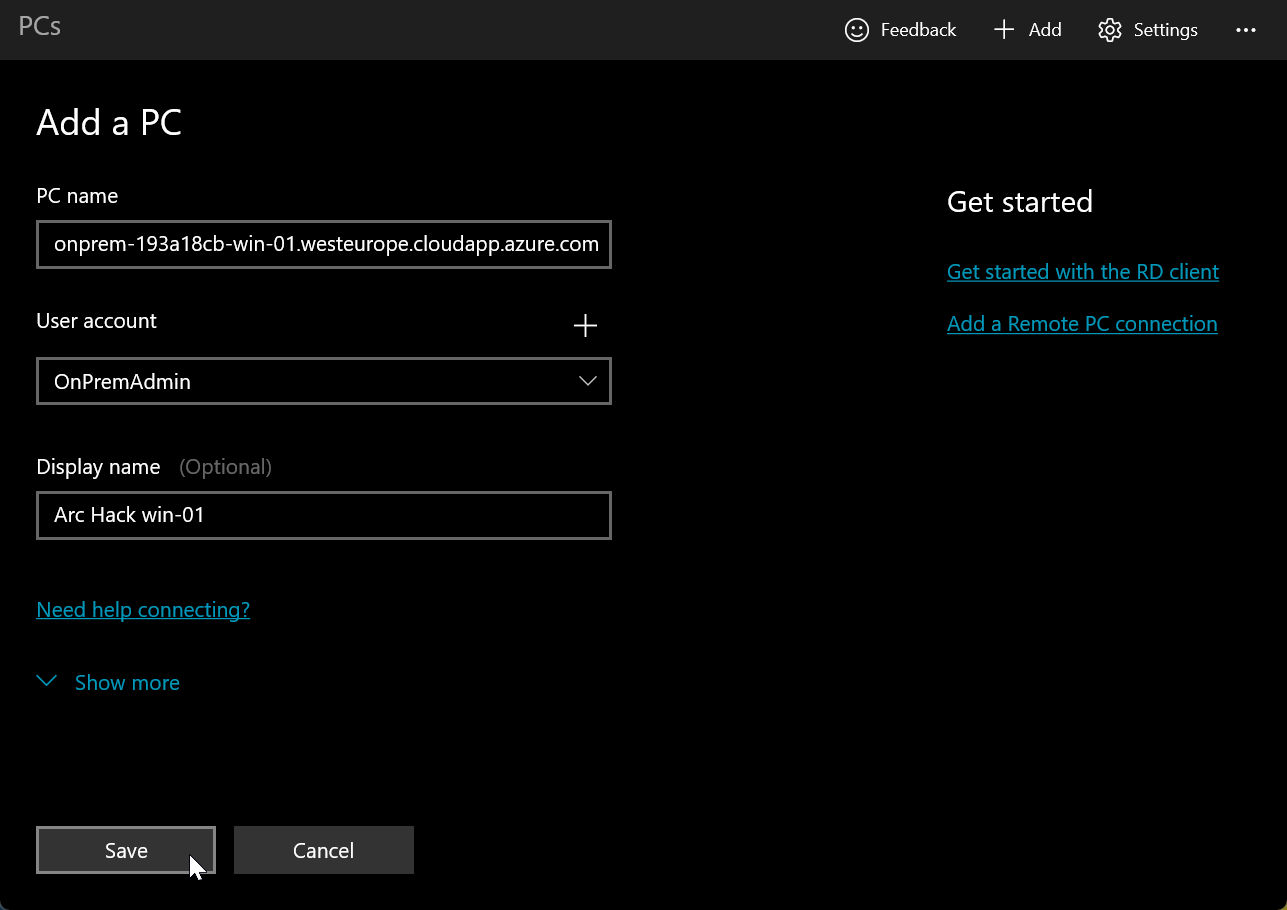 PCs
Feedback
Add
Settings
Add a PC
PC name
onprem-193a18cb-win-01.westeurope.cloudapp.azure.com
User account
OnPremAdmin
Display name (Optional)
Arc Hack win-01
Need help connecting?
Show more
Save
Cancel
Get started
Get started with the RD client
Add a Remote PC connection